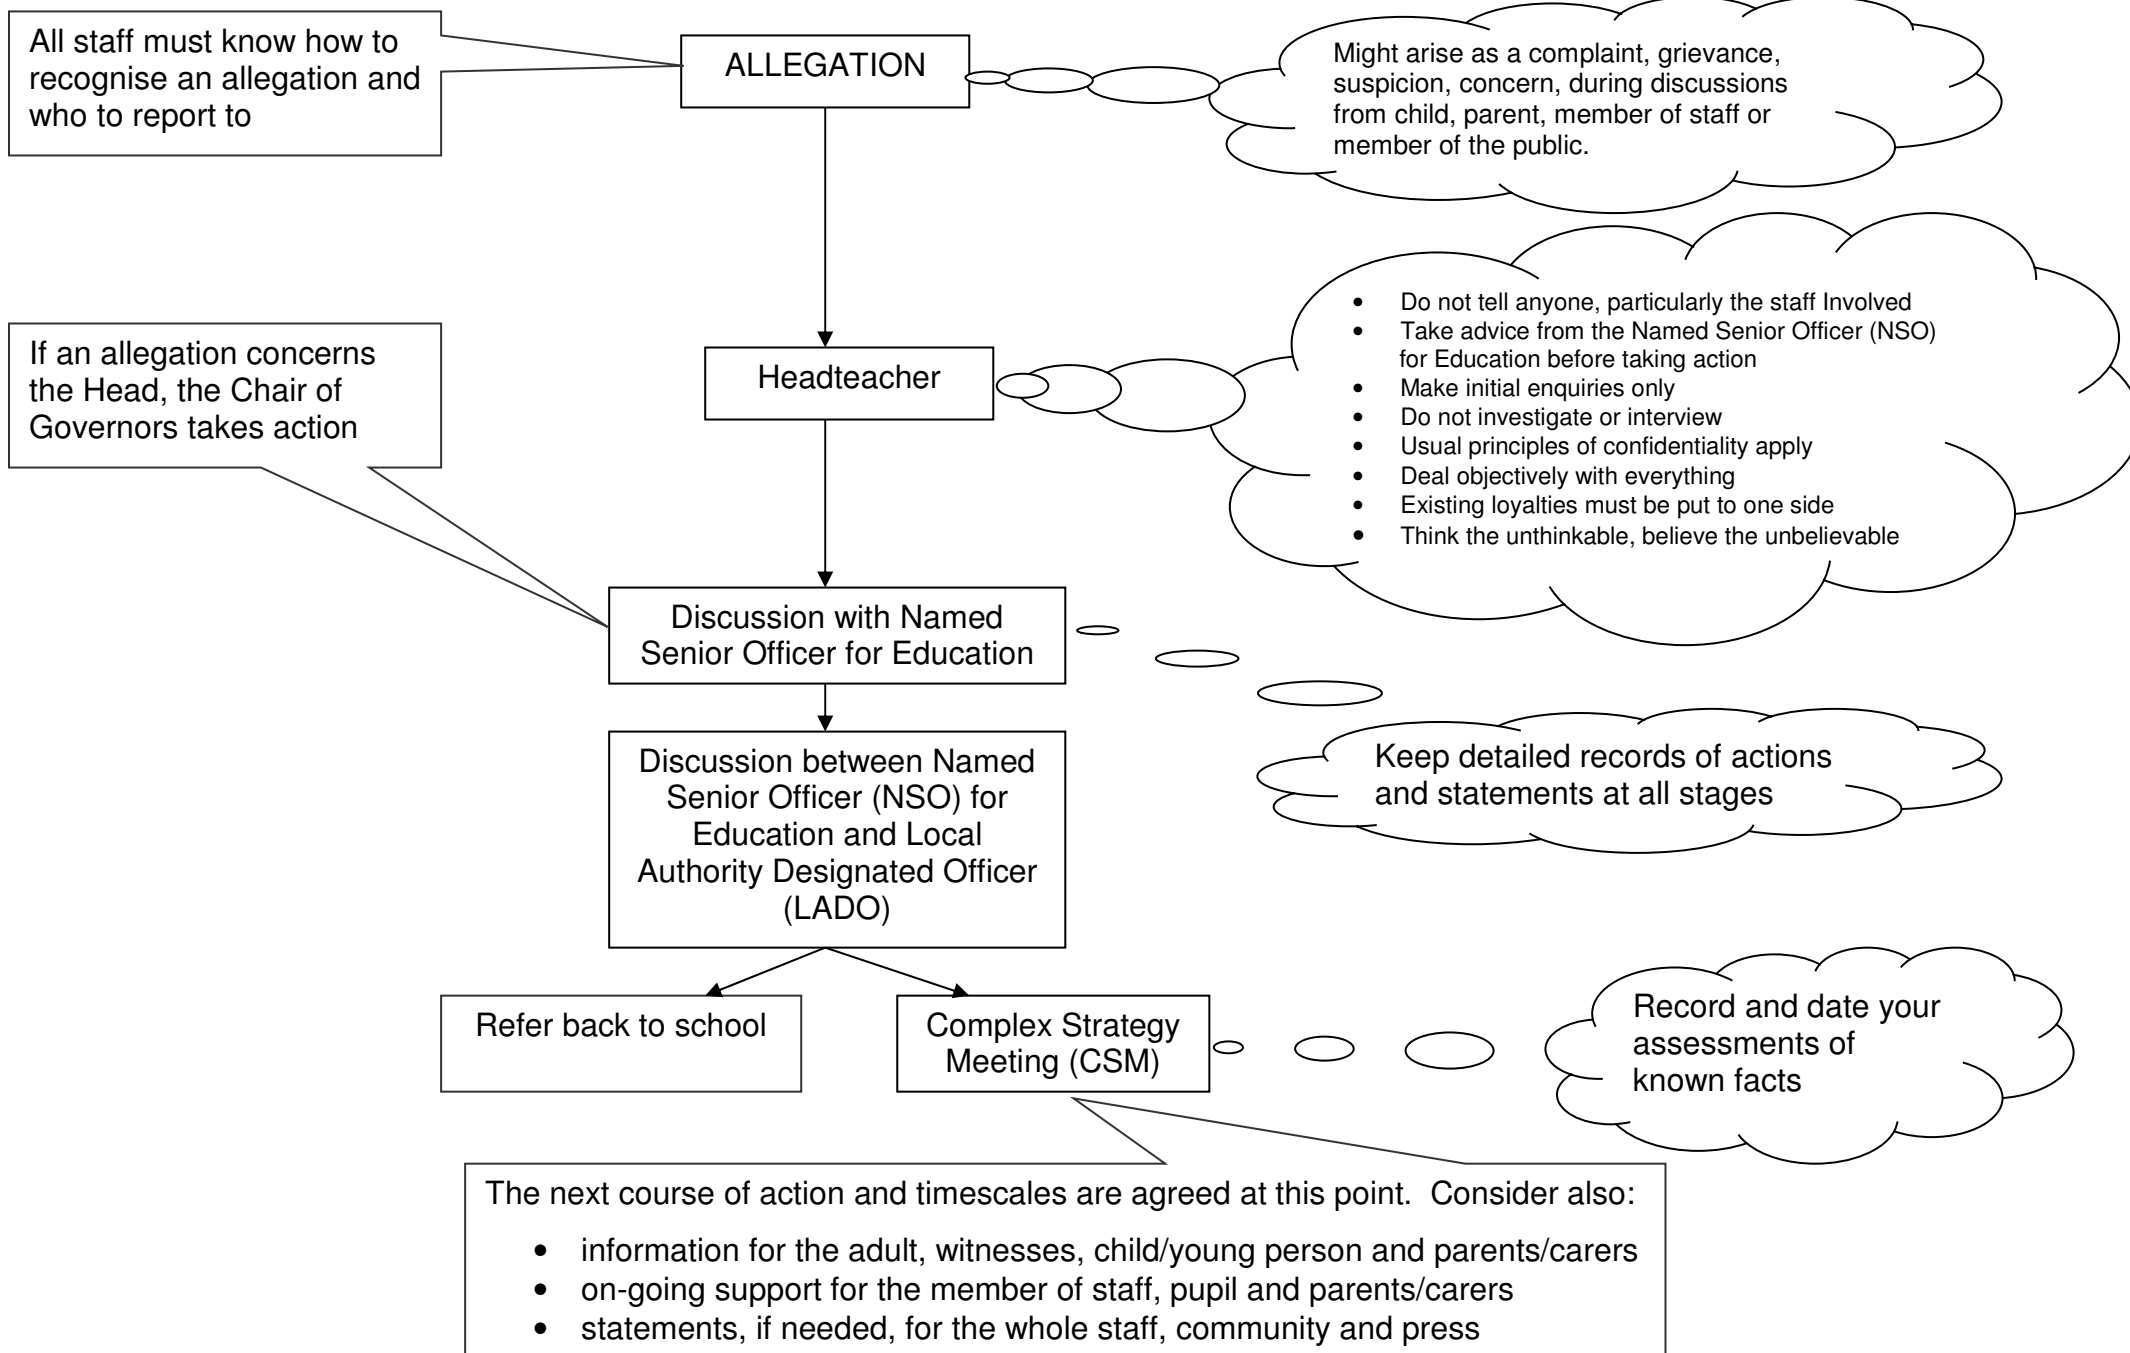 All staff must know how to
recognise an allegation and
who to report to
ALLEGATION
Might arise as a complaint, grievance,
suspicion, concern, during discussions
from child, parent, member of staff or
member of the public.
If an allegation concerns
the Head, the Chair of
Governors takes action
Headteacher
• Do not tell anyone, particularly the staff Involved
• Take advice from the Named Senior Officer (NSO)
for Education before taking action
• Make initial enquiries only
• Do not investigate or interview
• Usual principles of confidentiality apply
• Deal objectively with everything
• Existing loyalties must be put to one side
• Think the unthinkable, believe the unbelievable
Discussion with Named
Senior Officer for Education
Keep detailed records of actions
and statements at all stages
Discussion between Named
Senior Officer (NSO) for
Education and Local
Authority Designated Officer
(LADO)
Refer back to school
Complex Strategy
Meeting (CSM)
Record and date your
assessments of
known facts
The next course of action and timescales are agreed at this point.  Consider also:
• information for the adult, witnesses, child/young person and parents/carers
• on-going support for the member of staff, pupil and parents/carers
• statements, if needed, for the whole staff, community and press